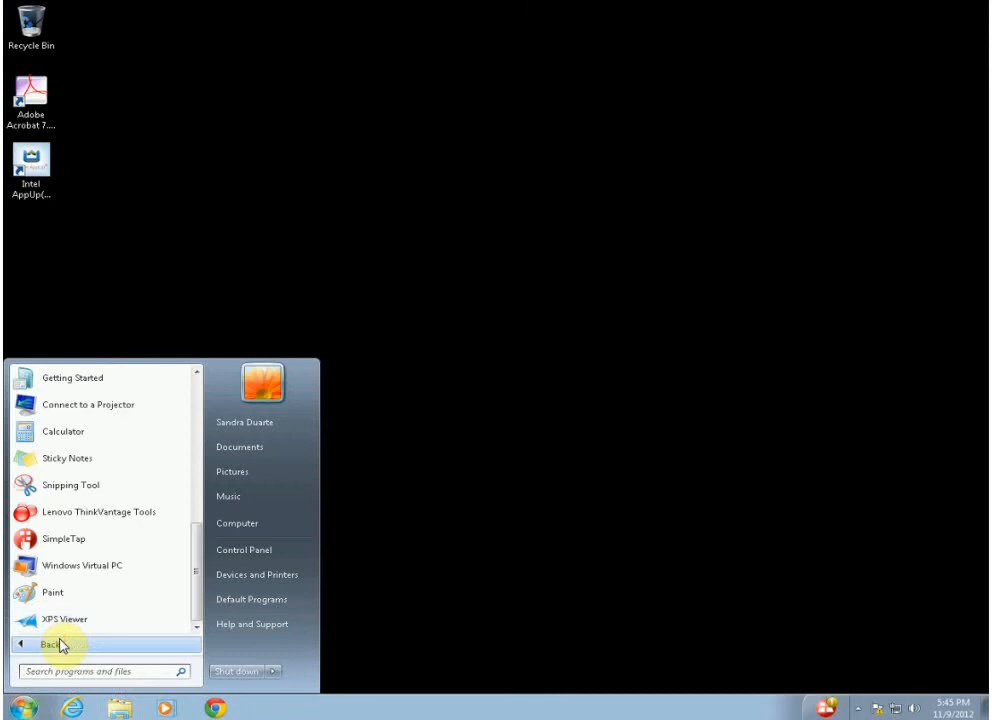 Recycle Bin
Adobe
Acrobat 7....
Intel
AppUp(...
Getting Started
Connect to a Projector
Calculator
Sticky Notes
Snipping Tool
Lenovo ThinkVantage Tools
SimpleTap
Windows Virtual PC
Paint
XPS Viewer
Back
Search programs and files
Sandra Duarte
Documents
Pictures
Music
Computer
Control Panel
Devices and Printers
Default Programs
Help and Support
Shut down
5:45 PM
11/9/2012